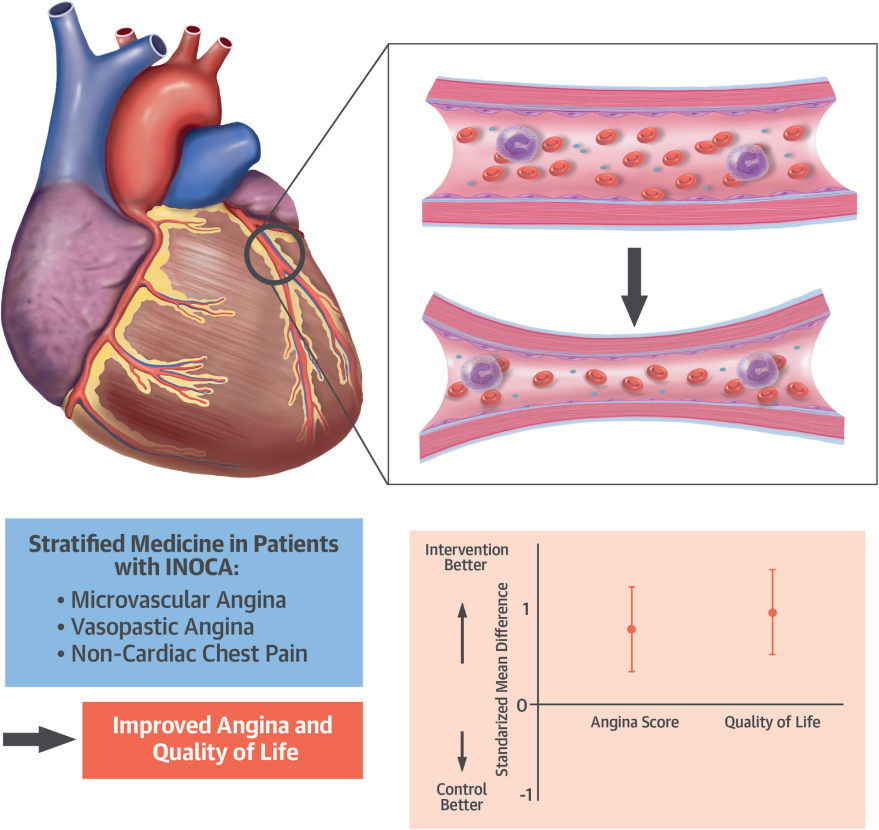 Stratified Medicine in Patients
with INOCA:
• Microvascular Angina
• Vasopastic Angina
• Non-Cardiac Chest Pain
Improved Angina and
Quality of Life
Intervention
Better
Control
Better
Standarized Mean Difference
1
0
-1
Angina Score
Quality of Life